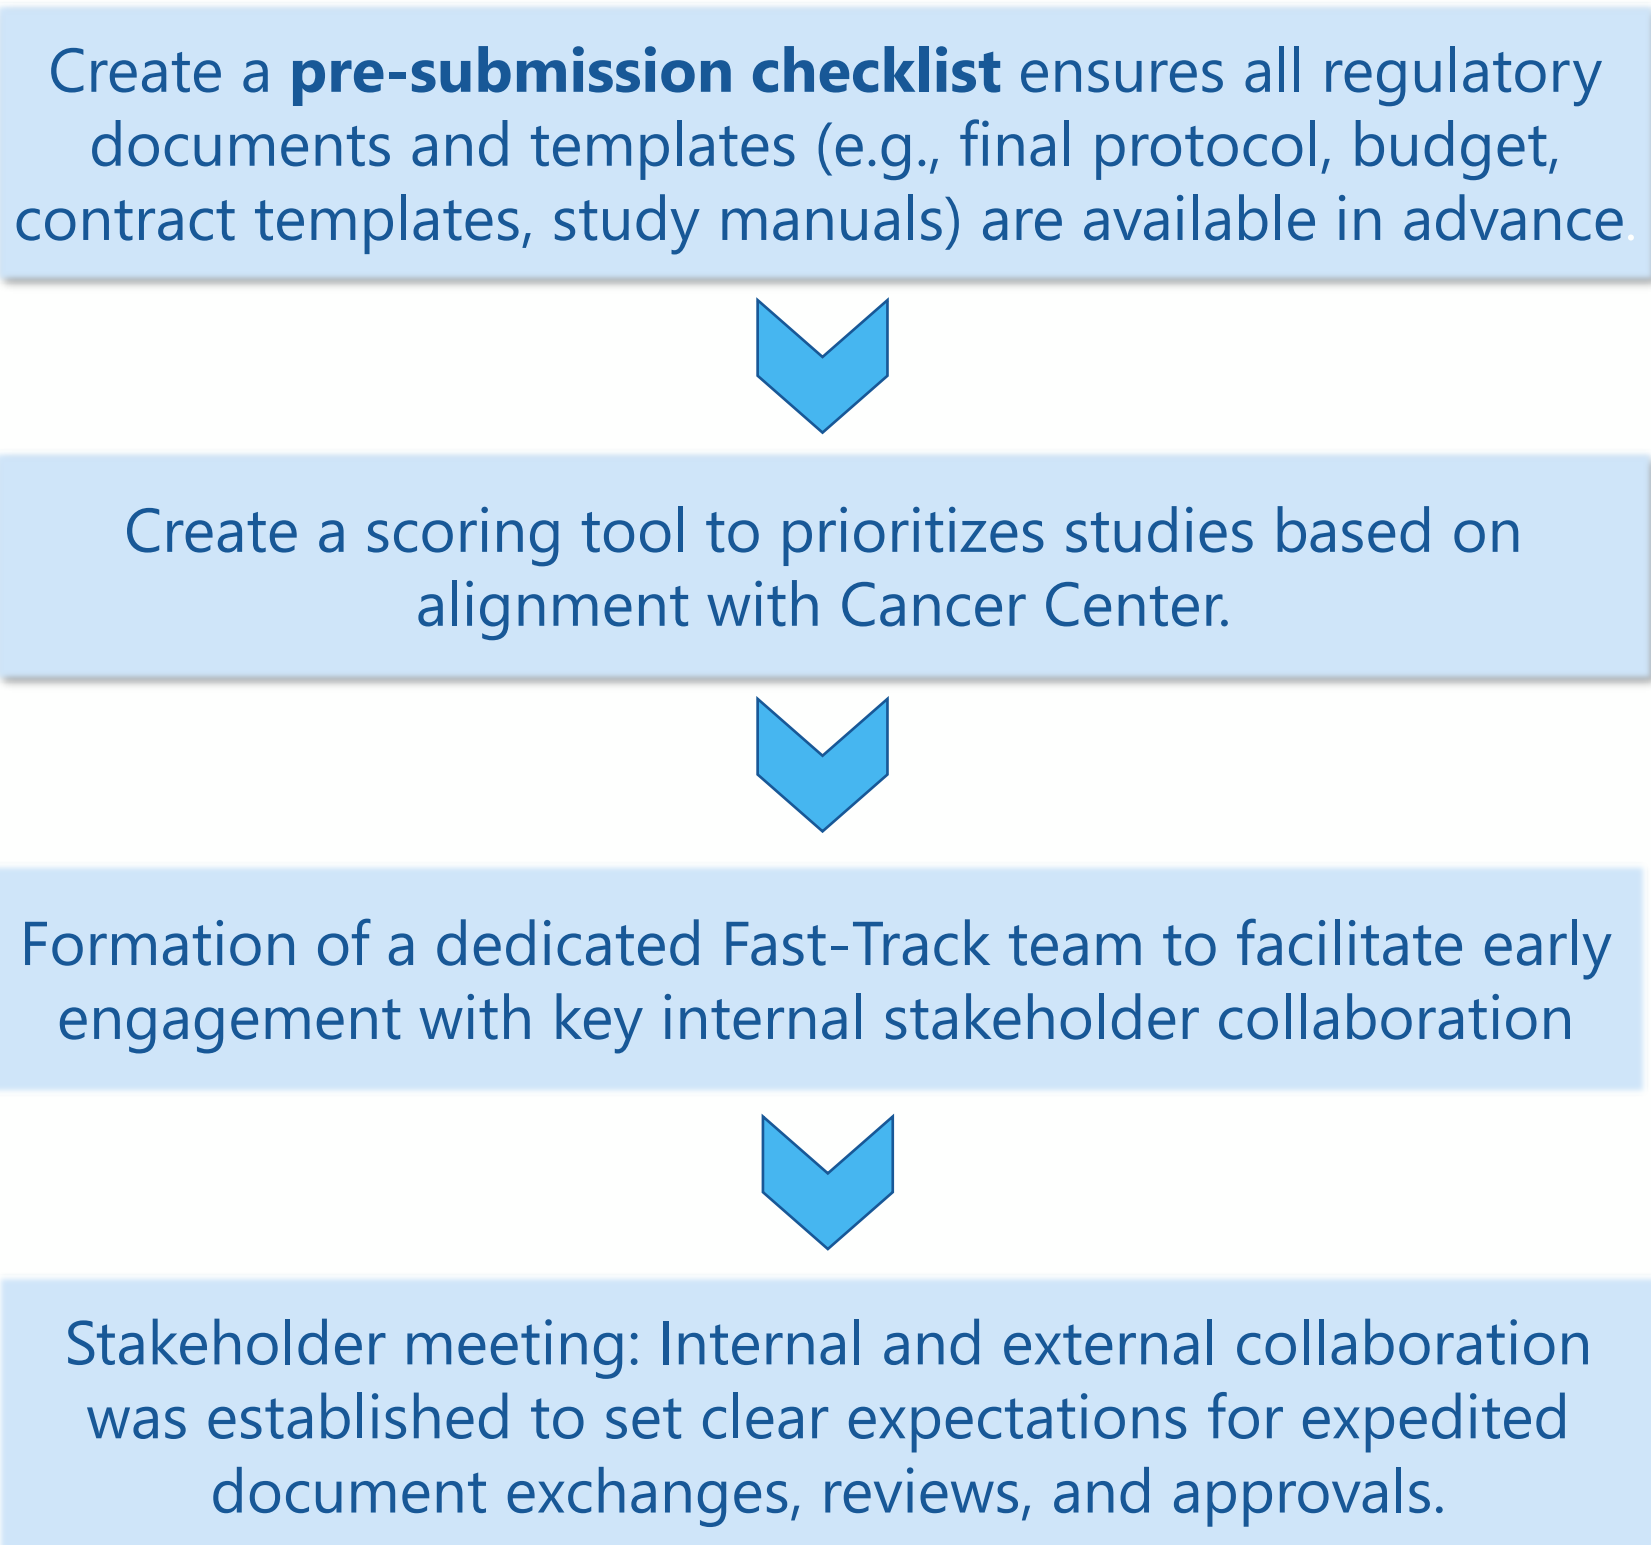 Create a pre-submission checklist ensures all regulatory
documents and templates (e.g., final protocol, budget,
contract templates, study manuals) are available in advance.
Create a scoring tool to prioritizes studies based on
alignment with Cancer Center.
Formation of a dedicated Fast-Track team to facilitate early
engagement with key internal stakeholder collaboration
Stakeholder meeting: Internal and external collaboration
was established to set clear expectations for expedited
document exchanges, reviews, and approvals.